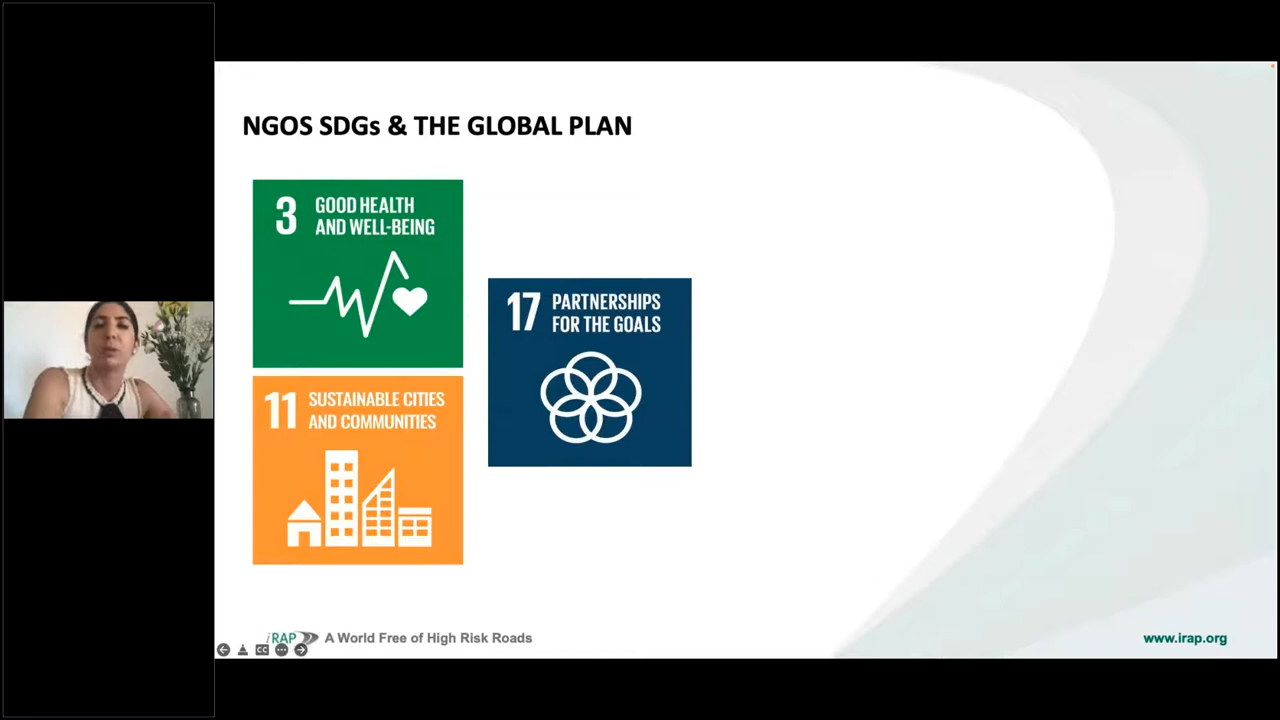 NGOS SDGs & THE GLOBAL PLAN
3
GOOD HEALTH
AND WELL-BEING
17
PARTNERSHIPS
FOR THE GOALS
11
SUSTAINABLE CITIES
AND COMMUNITIES
iRAP
A World Free of High Risk Roads
www.irap.org
CC